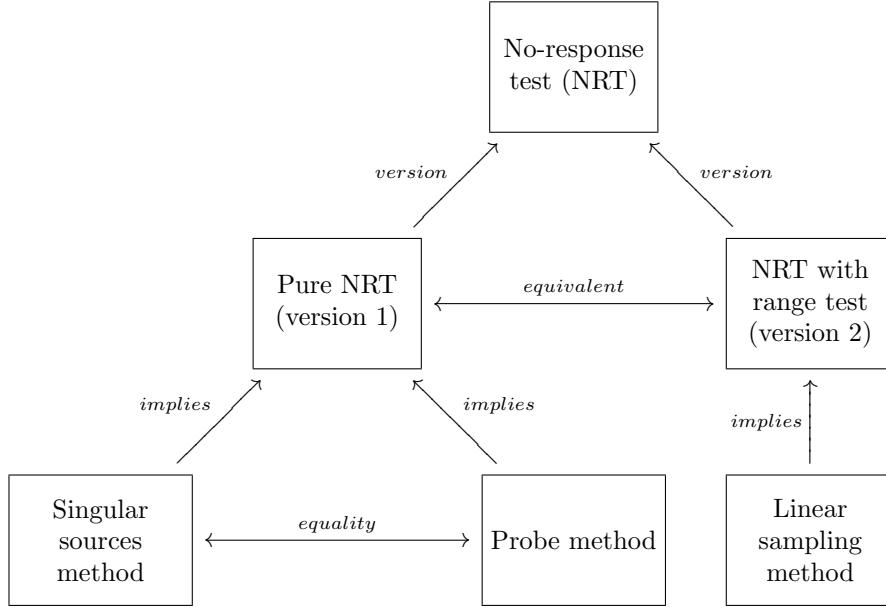 No-response
test (NRT)
version
version
Pure NRT
(version 1)
equivalent
NRT with
range test
(version 2)
implies
implies
implies
Singular
sources
method
equality
Probe method
Linear
sampling
method